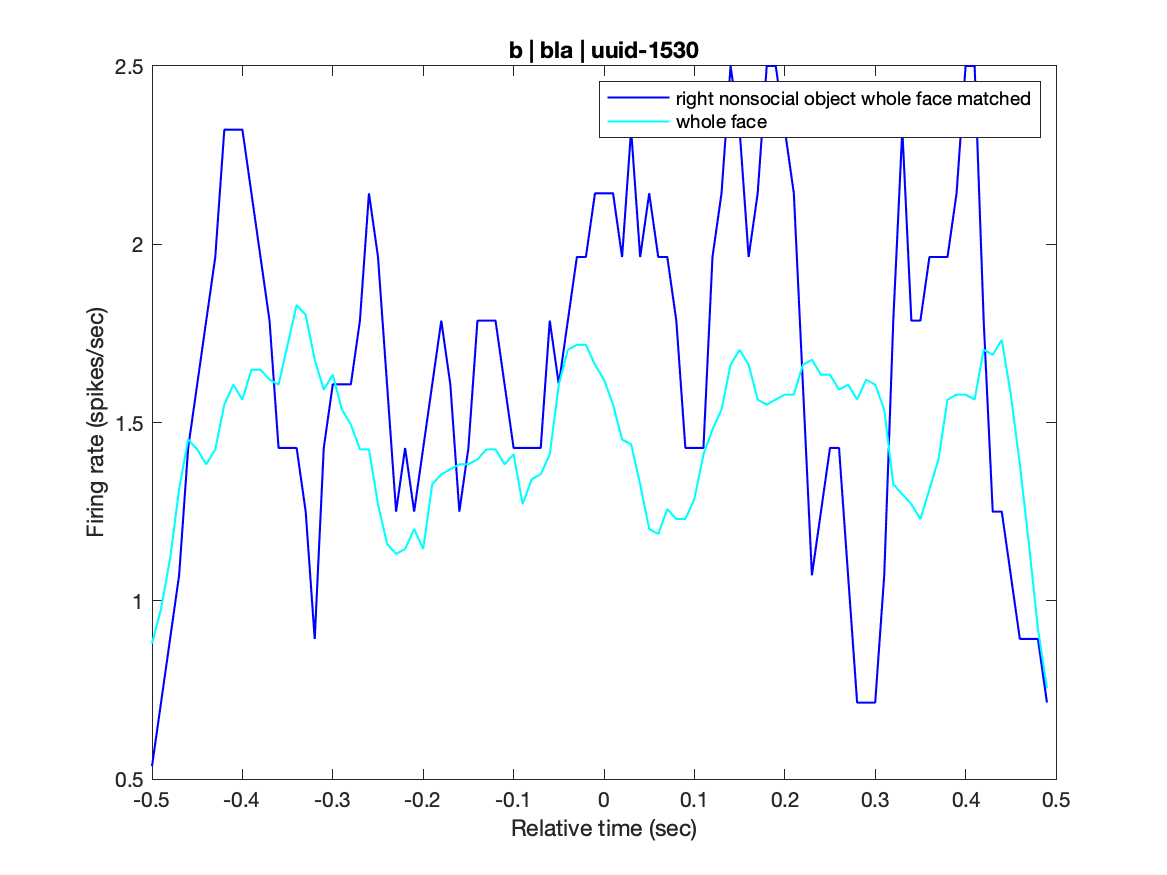 b | bla | uuid-1530
right nonsocial object whole face matched
whole face
Firing rate (spikes/sec)
2.5
2
1.5
1
0.5
-0.5 -0.4 -0.3 -0.2 -0.1 0 0.1 0.2 0.3 0.4 0.5
Relative time (sec)